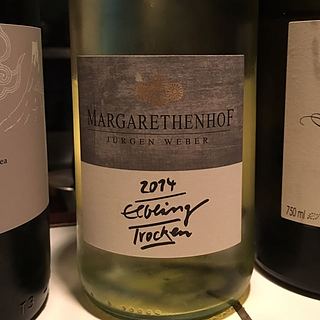 MARGARETHENHOF
JÜRGEN WEBER
2014
Elbling
Trocken
750 ml